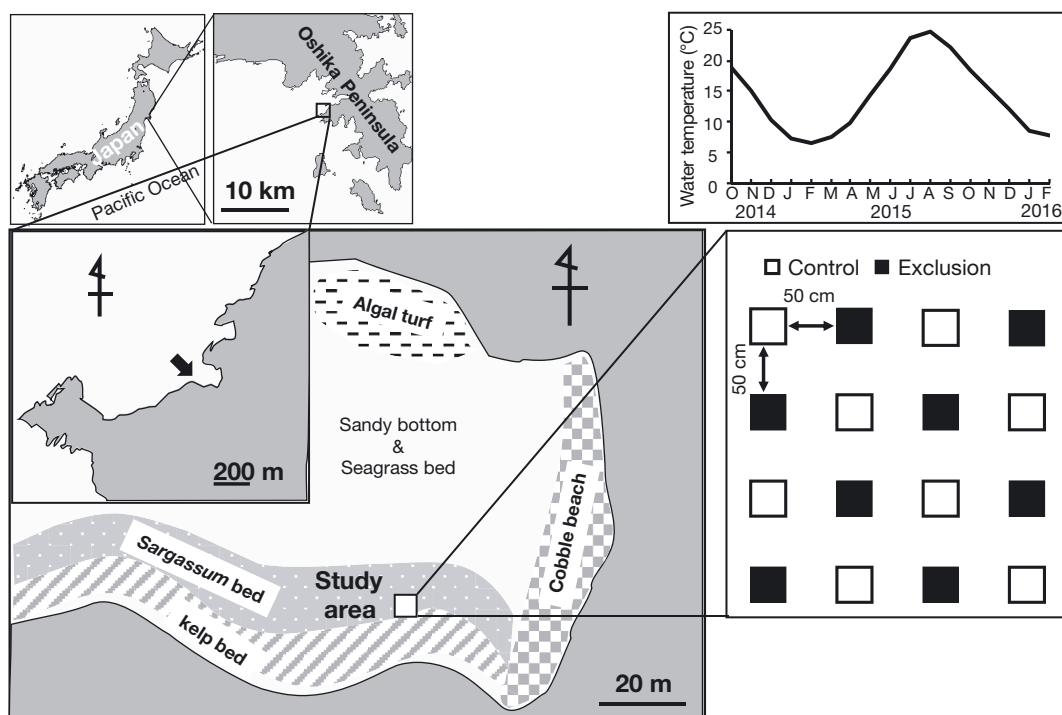 Japan
Pacific Ocean
Oshika Peninsula
10 km
Water temperature (°C)
25
20
15
10
5
0
O N D J F M A M J J A S O N D J F
2014 2015 2016
200 m
Algal turf
Sandy bottom
&
Seagrass bed
Cobble beach
Sargassum bed
kelp bed
Study
area
20 m
Control Exclusion
50 cm
50 cm